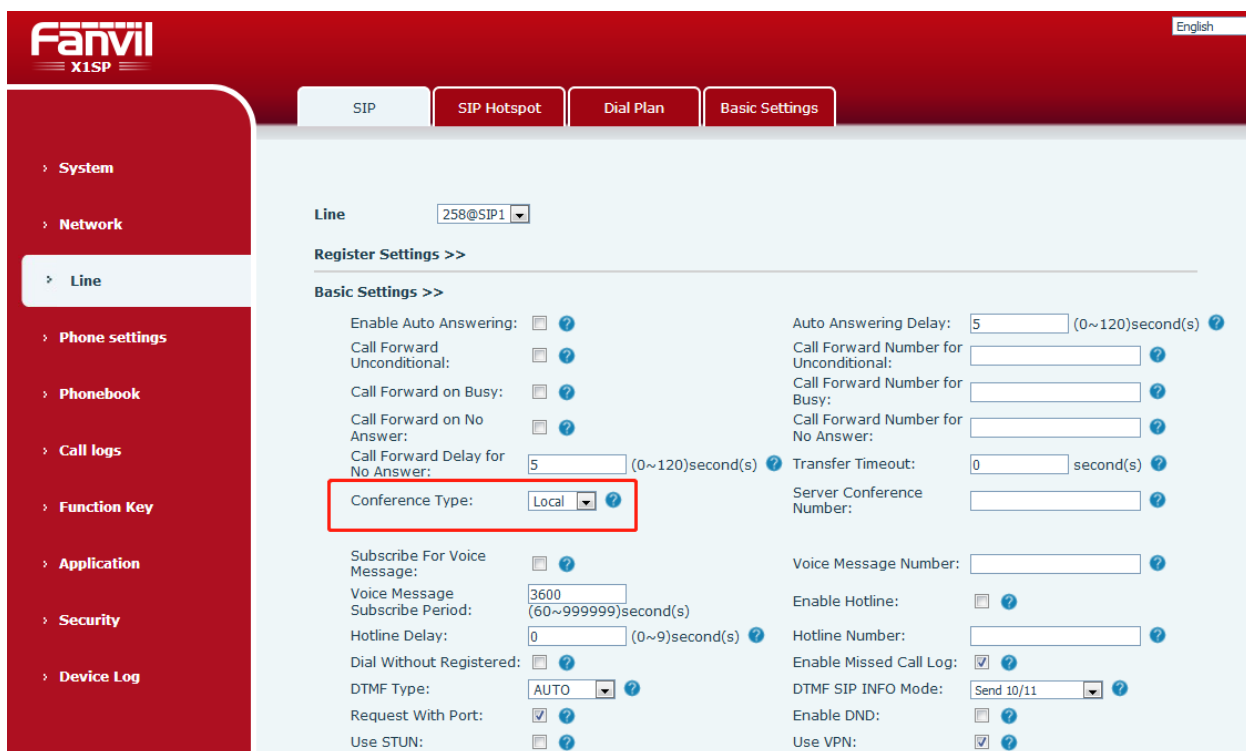 Fanvil
X1SP
English
SIP
SIP Hotspot
Dial Plan
Basic Settings
› System
› Network
› Line
› Phone settings
› Phonebook
› Call logs
› Function Key
› Application
› Security
› Device Log
Line 258@SIP1
Register Settings >>
Basic Settings >>
Enable Auto Answering: ? Auto Answering Delay: 5 (0~120)second(s) ?
Call Forward
Unconditional: ? Call Forward Number for
Unconditional: ?
Call Forward on Busy: ? Call Forward Number for
Busy: ?
Call Forward on No
Answer: ? Call Forward Number for
No Answer: ?
Call Forward Delay for
No Answer: 5 (0~120)second(s) ? Transfer Timeout: 0 second(s) ?
Conference Type: Local ? Server Conference
Number: ?
Subscribe For Voice
Message: ? Voice Message Number: ?
Voice Message
Subscribe Period: 3600
(60~999999)second(s) Enable Hotline: ?
Hotline Delay: 0 (0~9)second(s) ? Hotline Number: ?
Dial Without Registered: ? Enable Missed Call Log: ?
DTMF Type: AUTO ? DTMF SIP INFO Mode: Send 10/11 ?
Request With Port: ? Enable DND: ?
Use STUN: ? Use VPN: ?